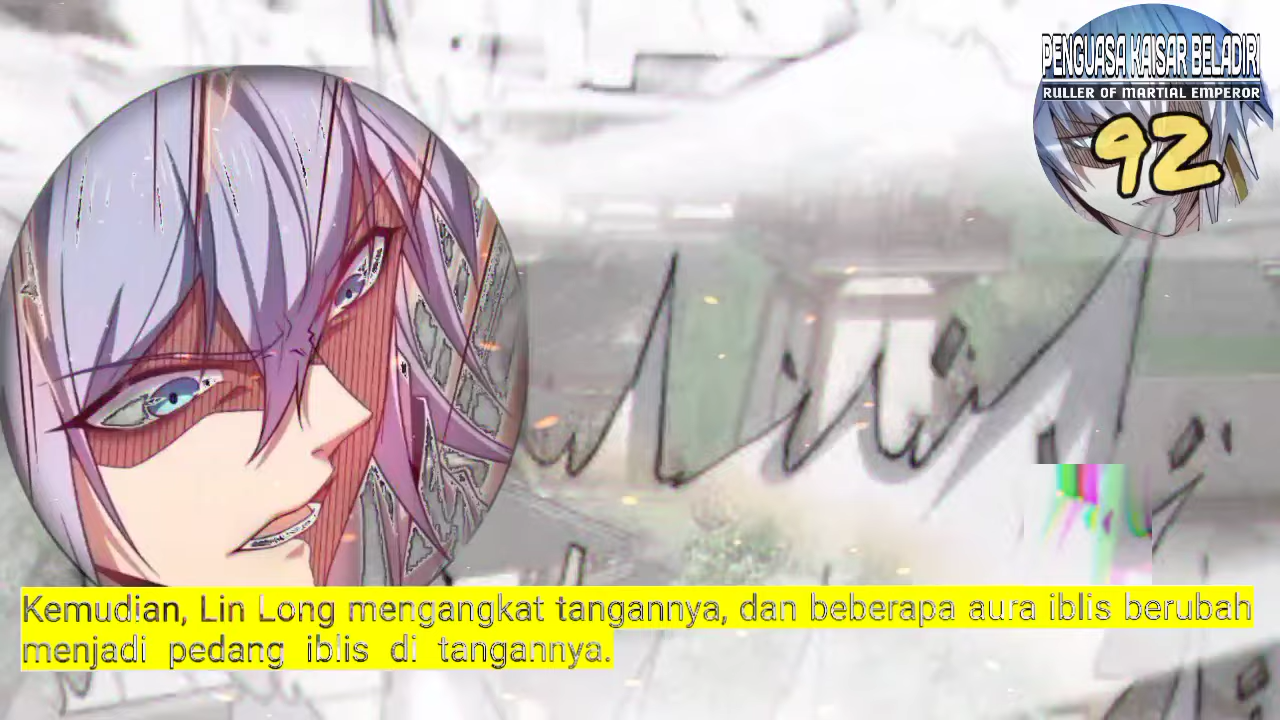 PENGUASA KAISAR BELADIRI
RULLER OF MARTIAL EMPEROR
92
Kemudian, Lin Long mengangkat tangannya, dan beberapa aura iblis berubah
menjadi pedang iblis di tangannya.